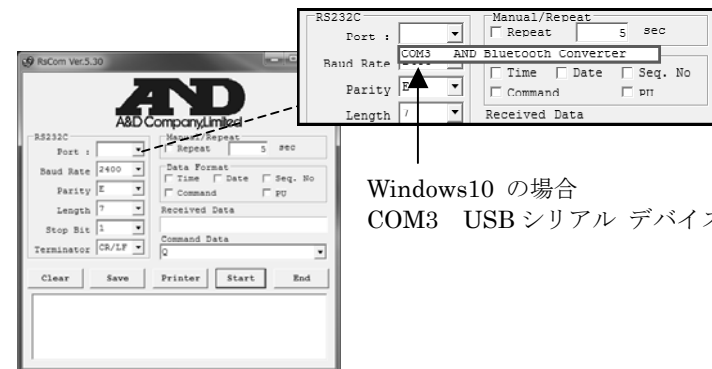 RS232C
Manual/Repeat
Port :
Repeat 5 sec
COM3 AND Bluetooth Converter
Baud Rate
Time Date Seq. No
Parity E
Command PU
Length 7
Received Data
Windows10 の場合
COM3 USB シリアル デバイス
RsCom Ver.5.30
AND
A&D Company,Limited
RS232C
Manual/Repeat
Port :
Repeat 5 sec
Baud Rate 2400
Data Format
Time Date Seq. No
Parity E
Command PU
Length 7
Received Data
Stop Bit 1
Command Data
Terminator CR/LF
Q
Clear Save Printer Start End